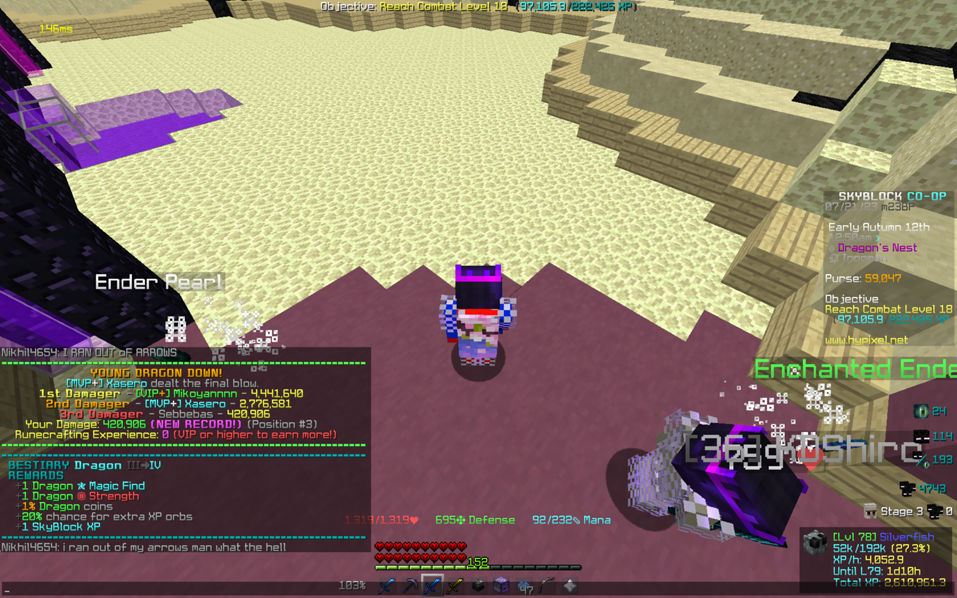 Objective: Reach Combat Level 18 (97,105.9/222,425 XP)
146ms
SKYBLOCK CO-OP
07/21/23 m23BP
Early Autumn 12th
Dragon's Nest
Purse: 59,047
Objective
Reach Combat Level 18
www.hypixel.net
Ender Pearl
Enchanted Ende
Nikhil4654: I RAN OUT OF ARROWS
YOUNG DRAGON DOWN!
[MVP+] Xasero dealt the final blow.
1st Damager - [VIP+] Mikoyannnn - 4,441,640
2nd Damager - [MVP+] Xasero - 2,776,581
3rd Damager - Sebbebas - 420,906
Your Damage: 420,906 (NEW RECORD!) (Position #3)
Runecrafting Experience: 0 (VIP or higher to earn more!)
BESTIARY Dragon III➡IV
REWARDS
+1 Dragon ✯ Magic Find
+1 Dragon ❁ Strength
+1% Dragon coins
+20% chance for extra XP orbs
+1 SkyBlock XP
Nikhil4654: i ran out of my arrows man what the hell
24
114
193
4743
Stage 3 0
1,319/1,319❤ 695❈ Defense 92/232✎ Mana
152
103%
47
[Lvl 78] Silverfish
52k/192k (27.3%)
XP/h: 4,052.9
Until L79: 1d10h
Total XP: 2,610,961.3